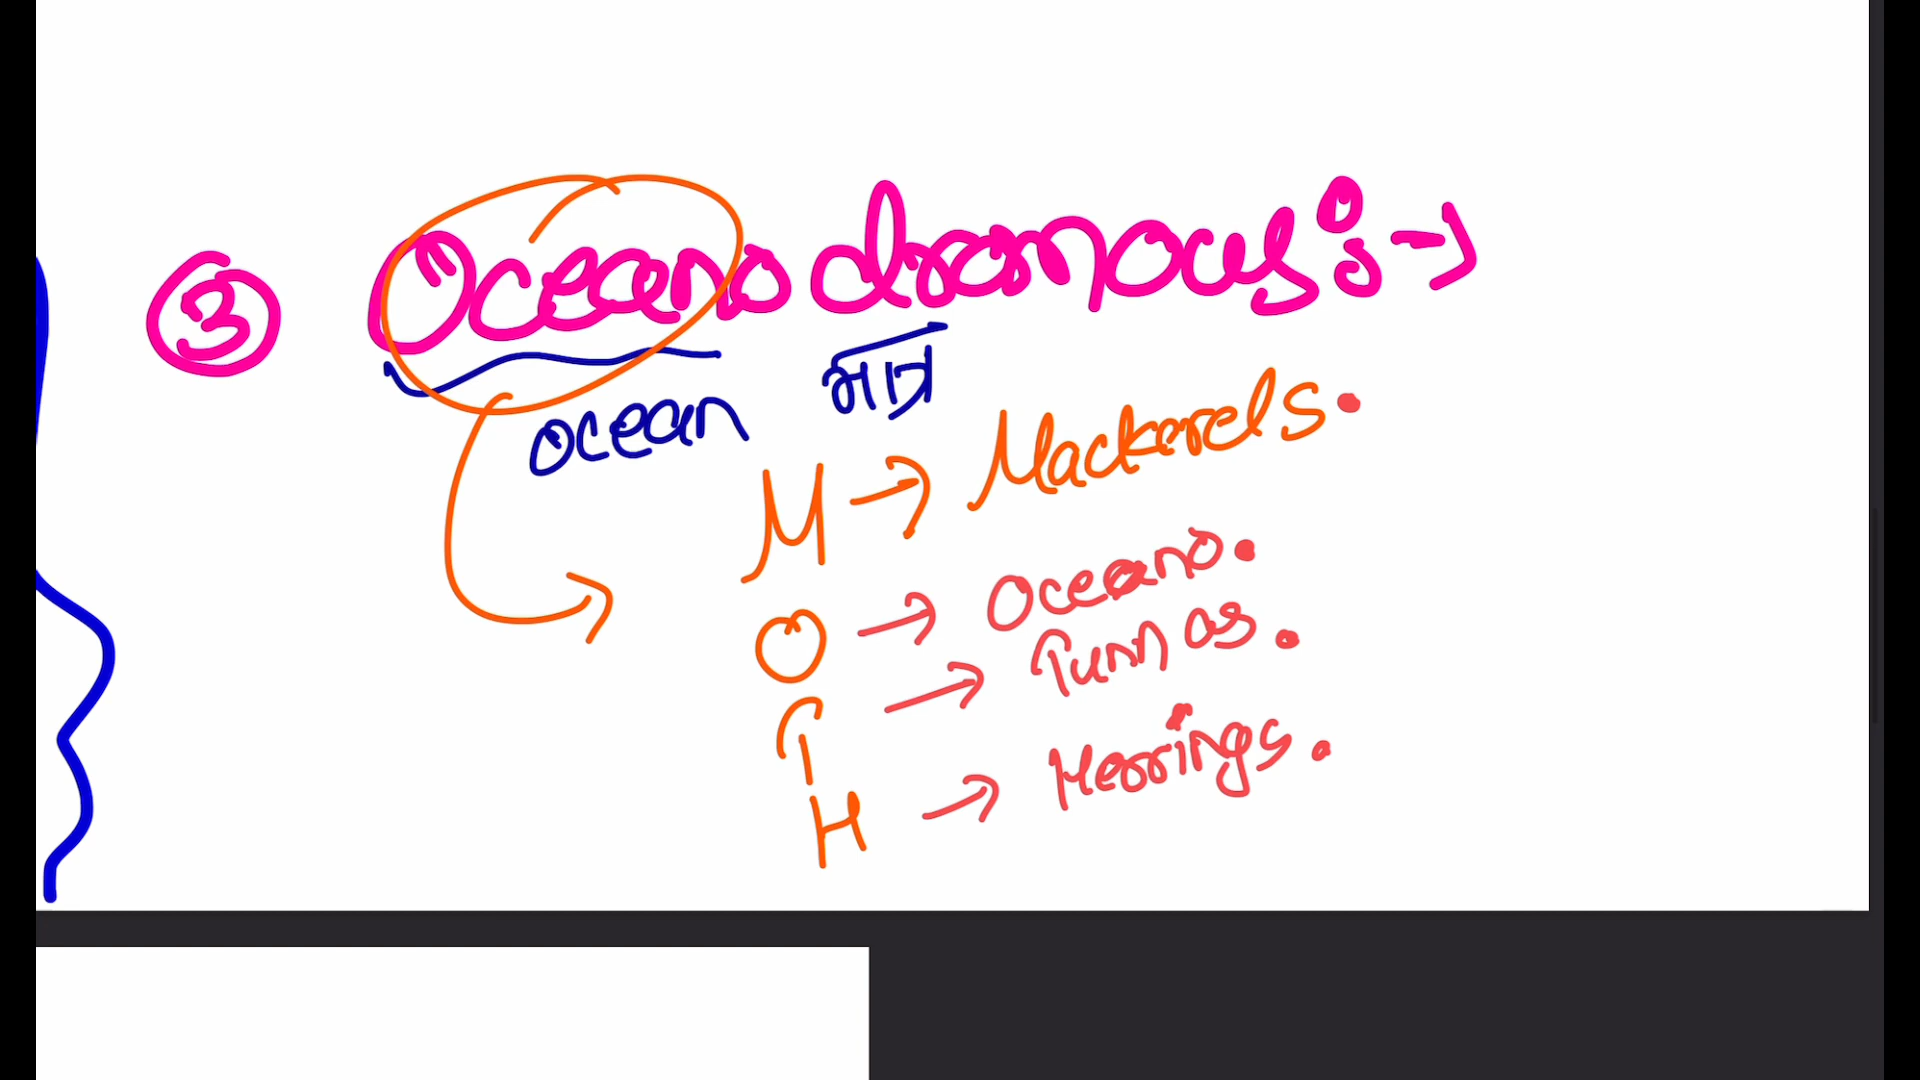 3 Oceanodromous :→
Ocean मात्र
M → Mackerels.
O → Oceano.
T → Tunnas.
H → Herrings.